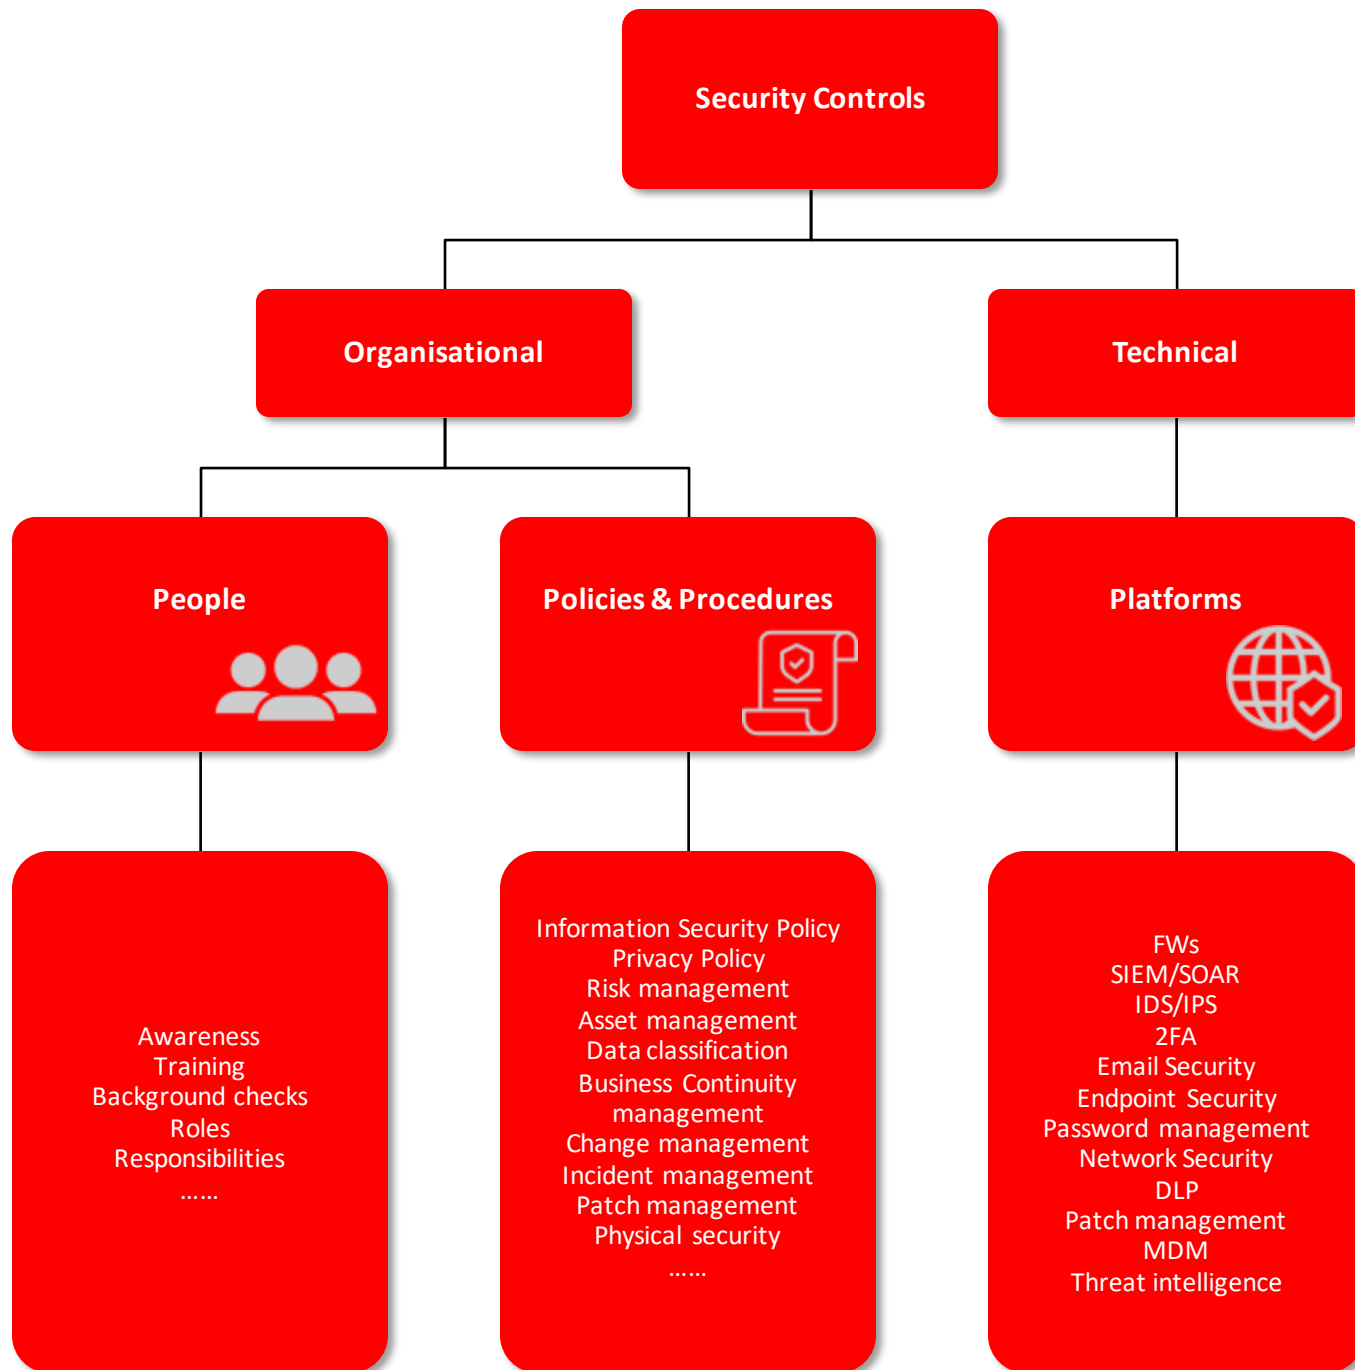 Security Controls
Organisational
Technical
People
Policies & Procedures
Platforms
Awareness
Training
Background checks
Roles
Responsibilities
......
Information Security Policy
Privacy Policy
Risk management
Asset management
Data classification
Business Continuity
management
Change management
Incident management
Patch management
Physical security
......
FWs
SIEM/SOAR
IDS/IPS
2FA
Email Security
Endpoint Security
Password management
Network Security
DLP
Patch management
MDM
Threat intelligence